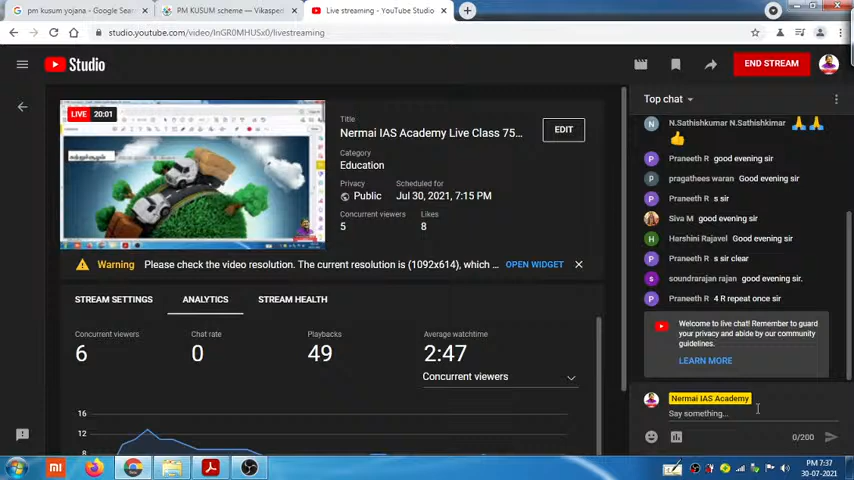 pm kusum yojana - Google Sear
PM KUSUM scheme — Vikasped
Live streaming - YouTube Studio
studio.youtube.com/video/InGR0MHUSx0/livestreaming
Studio
END STREAM
LIVE 20:01
Title
Nermai IAS Academy Live Class 75...
EDIT
Category
Education
Privacy
Public
Scheduled for
Jul 30, 2021, 7:15 PM
Concurrent viewers
5
Likes
8
Warning Please check the video resolution. The current resolution is (1092x614), which ... OPEN WIDGET
STREAM SETTINGS ANALYTICS STREAM HEALTH
Concurrent viewers
6
Chat rate
0
Playbacks
49
Average watchtime
2:47
Concurrent viewers
16
12
Top chat
N N.Sathishkumar N.Sathishkimar
P Praneeth R good evening sir
p pragathees waran Good evening sir
P Praneeth R s sir
Siva M good evening sir
H Harshini Rajavel Good evening sir
P Praneeth R s sir clear
s soundrarajan rajan good evening sir.
P Praneeth R 4 R repeat once sir
Welcome to live chat! Remember to guard
your privacy and abide by our community
guidelines.
LEARN MORE
Nermai IAS Academy
Say something...
0/200
PM 7:37
30-07-2021